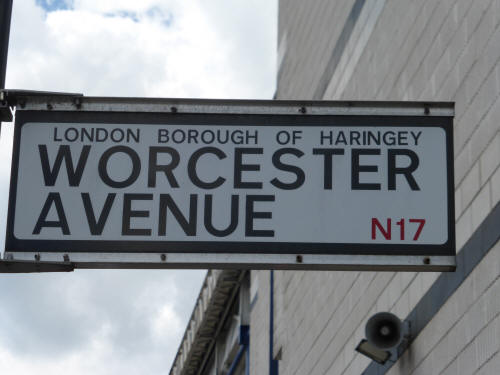 LONDON BOROUGH OF HARINGEY
WORCESTER
AVENUE
N17